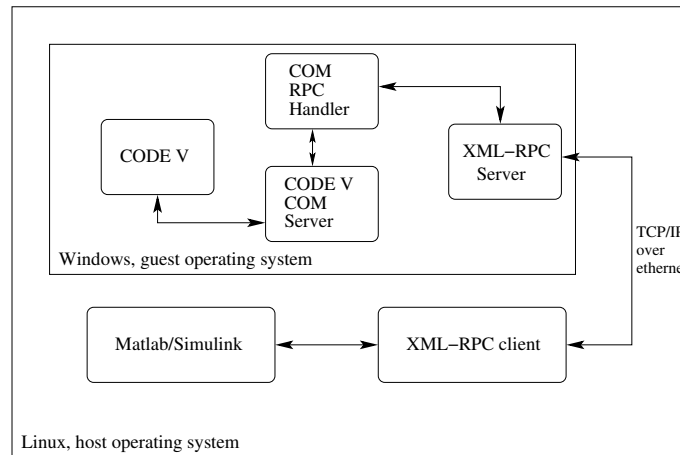 COM
RPC
Handler
CODE V
XML−RPC
Server
CODE V
COM
Server
Windows, guest operating system
TCP/IP
over
Matlab/Simulink
XML−RPC client
Linux, host operating system